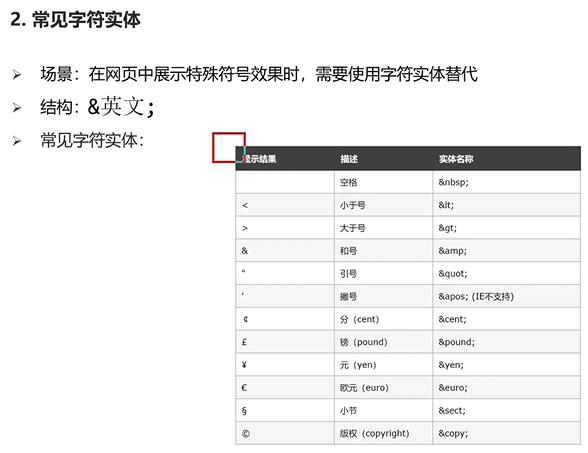 2. 常见字符实体
➢ 场景：在网页中展示特殊符号效果时，需要使用字符实体替代
➢ 结构：&英文;
➢ 常见字符实体：
显示结果 描述 实体名称
空格 &nbsp;
< 小于号 &lt;
> 大于号 &gt;
& 和号 &amp;
" 引号 &quot;
' 撇号 &apos; (IE不支持)
￠ 分（cent） &cent;
£ 镑（pound） &pound;
¥ 元（yen） &yen;
€ 欧元（euro） &euro;
§ 小节 &sect;
© 版权（copyright） &copy;